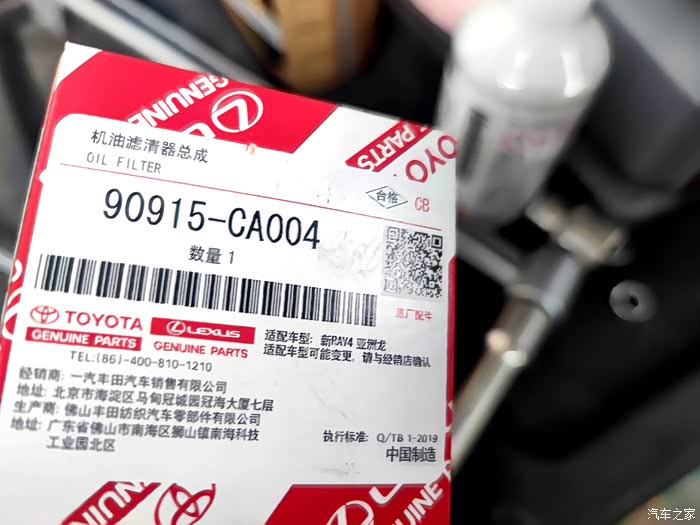 GENUINE
PARTS
TOYO
机油滤清器总成
OIL FILTER
合格
CB
90915-CA004
数量 1
原厂配件
TOYOTA
GENUINE PARTS
LEXUS
GENUINE PARTS
适配车型: 新RAV4 亚洲龙
适配车型可能变更, 请与经销店确认
TEL:(86)-400-810-1210
经销商: 一汽丰田汽车销售有限公司
地址: 北京市海淀区马甸冠城园冠海大厦七层
生产商: 佛山丰田纺织汽车零部件有限公司
地址: 广东省佛山市南海区狮山镇南海科技
工业园北区
执行标准: Q/TB 1-2019
中国制造
GENUINE
汽车之家